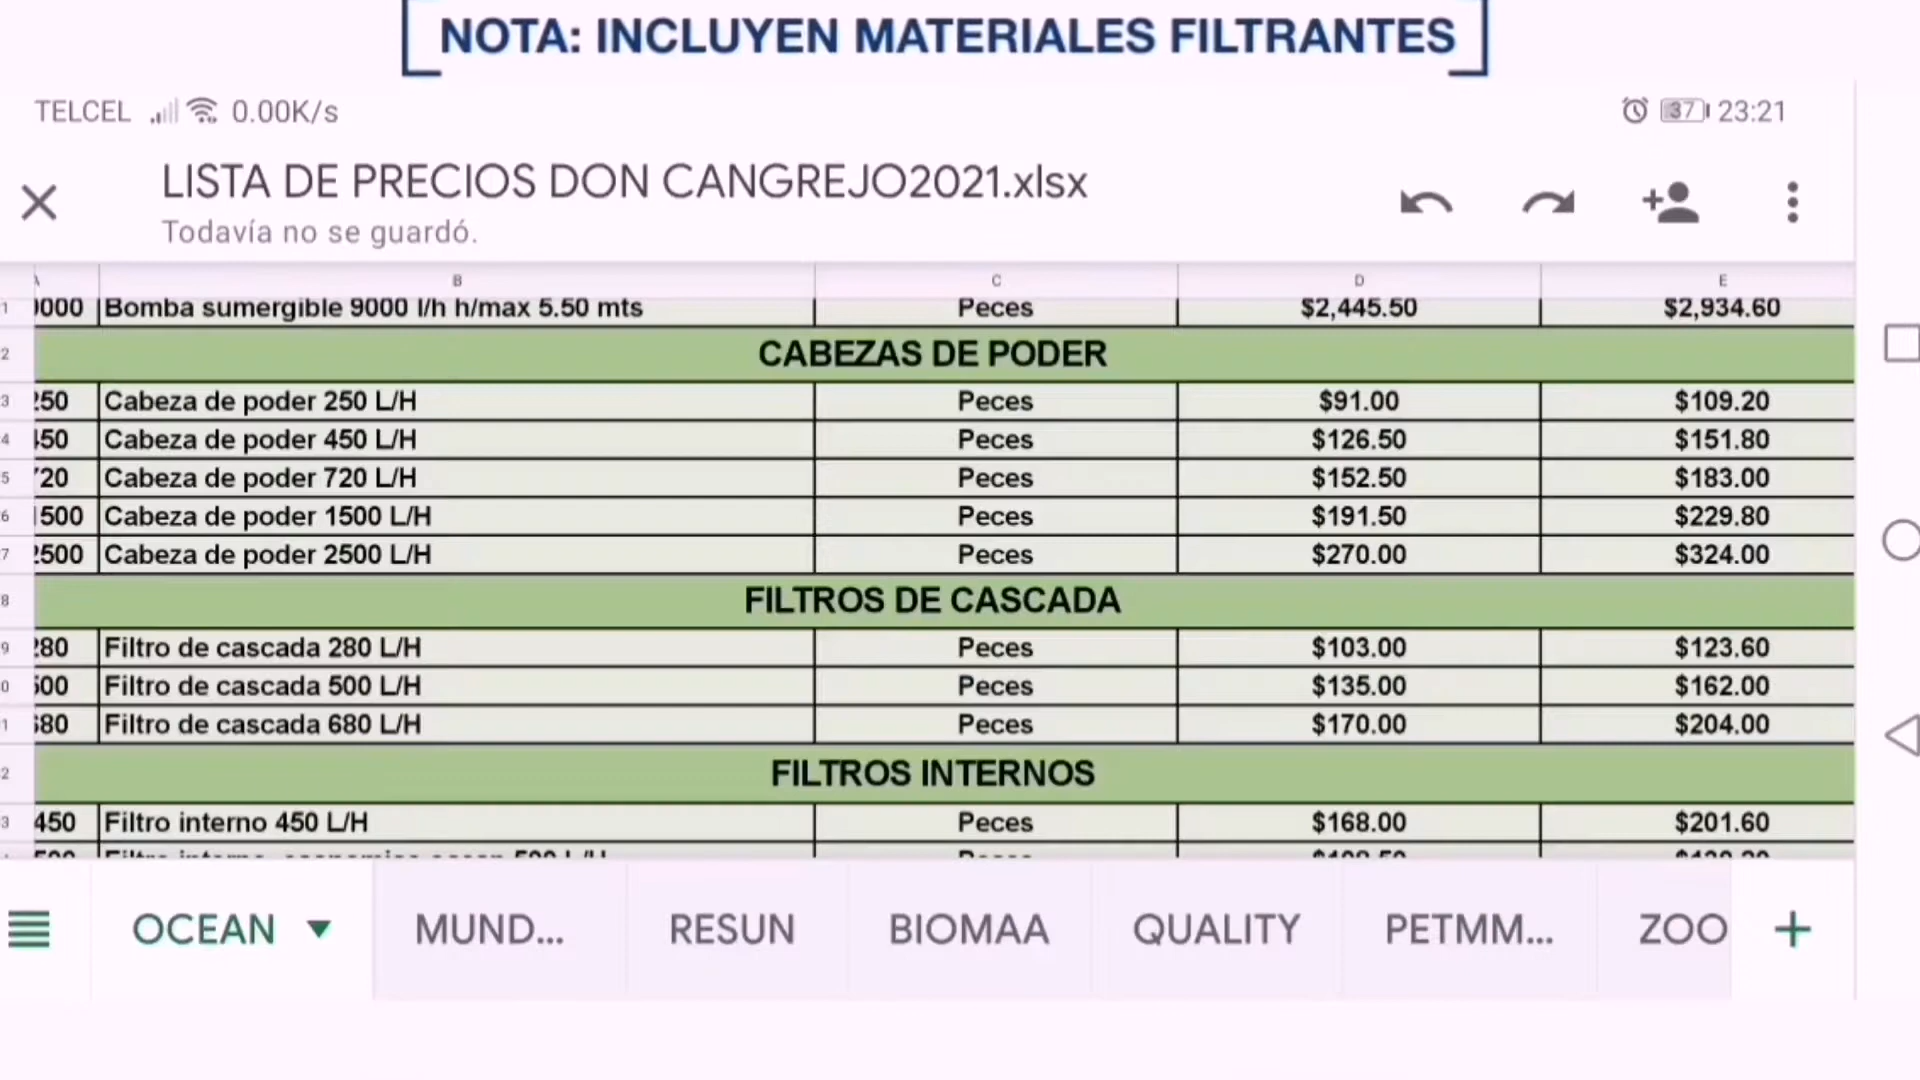 NOTA: INCLUYEN MATERIALES FILTRANTES
TELCEL 0.00K/s 37 23:21
LISTA DE PRECIOS DON CANGREJO2021.xlsx
Todavía no se guardó.
B C D E
Bomba sumergible 9000 l/h h/max 5.50 mts Peces $2,445.50 $2,934.60
CABEZAS DE PODER
Cabeza de poder 250 L/H Peces $91.00 $109.20
Cabeza de poder 450 L/H Peces $126.50 $151.80
Cabeza de poder 720 L/H Peces $152.50 $183.00
Cabeza de poder 1500 L/H Peces $191.50 $229.80
Cabeza de poder 2500 L/H Peces $270.00 $324.00
FILTROS DE CASCADA
Filtro de cascada 280 L/H Peces $103.00 $123.60
Filtro de cascada 500 L/H Peces $135.00 $162.00
Filtro de cascada 680 L/H Peces $170.00 $204.00
FILTROS INTERNOS
450 Filtro interno 450 L/H Peces $168.00 $201.60
OCEAN MUND... RESUN BIOMAA QUALITY PETMM... ZOO